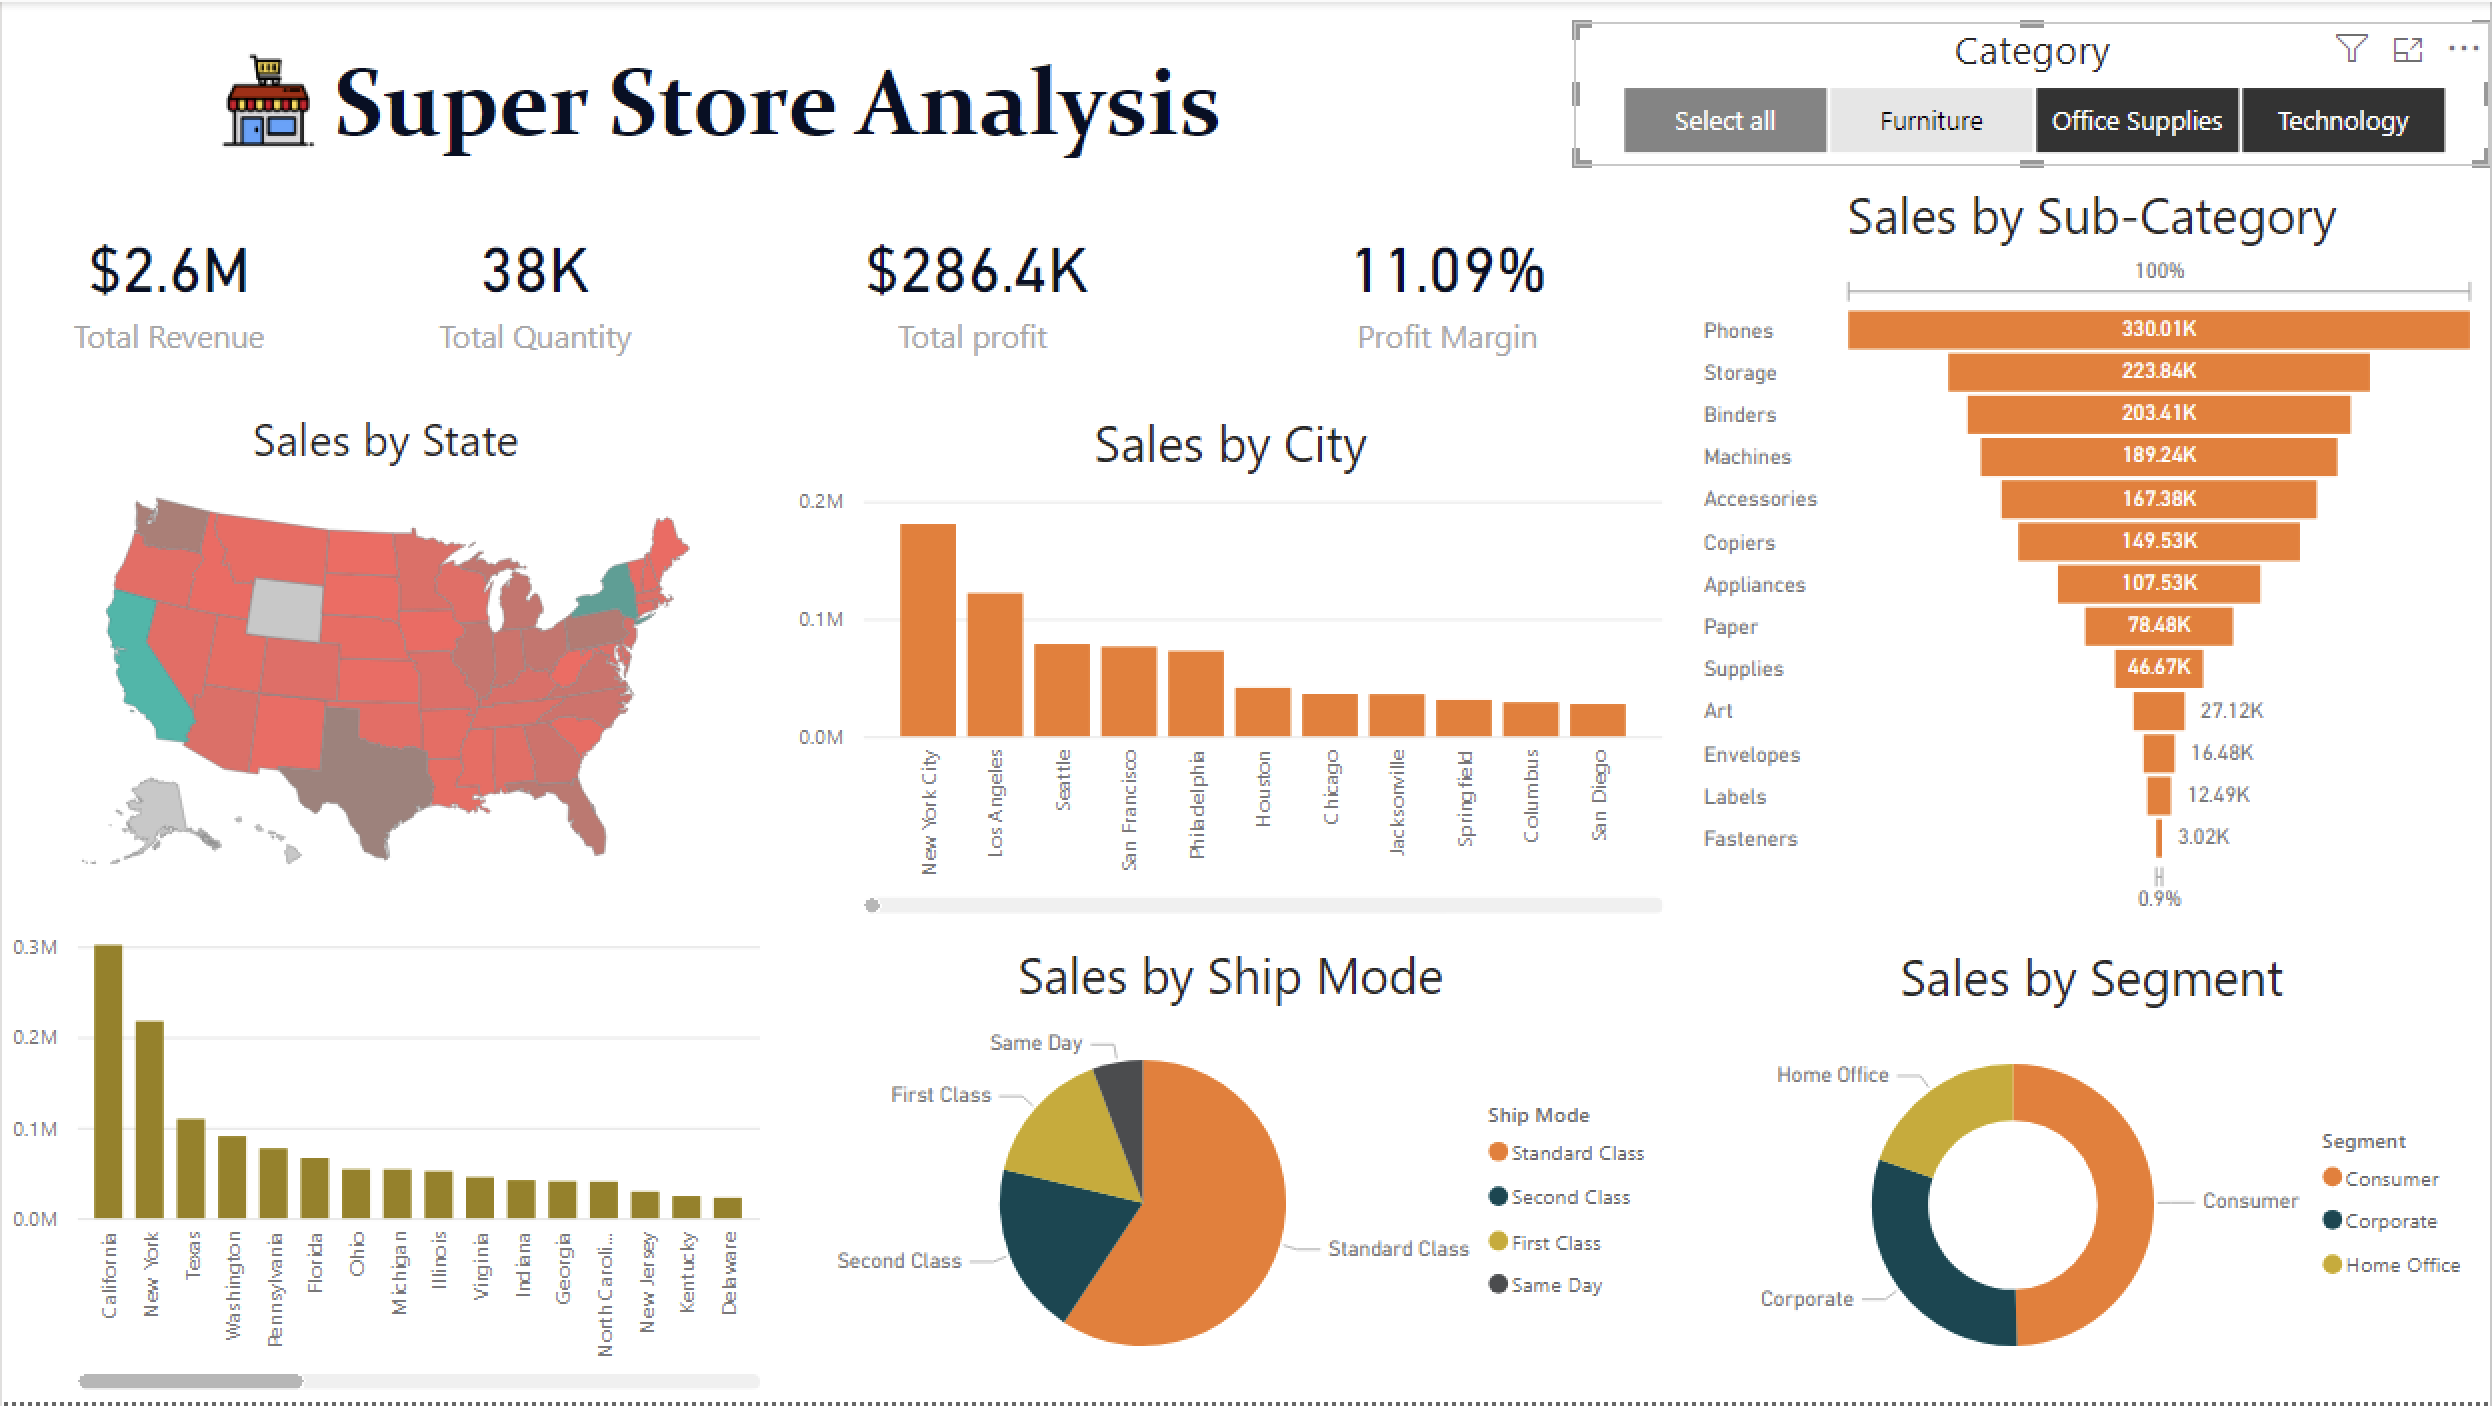 Super Store Analysis
Category
Select all
Furniture
Office Supplies
Technology
$2.6M
Total Revenue
38K
Total Quantity
$286.4K
Total profit
11.09%
Profit Margin
Sales by Sub-Category
100%
Phones 330.01K
Storage 223.84K
Binders 203.41K
Machines 189.24K
Accessories 167.38K
Copiers 149.53K
Appliances 107.53K
Paper 78.48K
Supplies 46.67K
Art 27.12K
Envelopes 16.48K
Labels 12.49K
Fasteners 3.02K
0.9%
Sales by State
Sales by City
0.2M
0.1M
0.0M
New York City
Los Angeles
Seattle
San Francisco
Philadelphia
Houston
Chicago
Jacksonville
Springfield
Columbus
San Diego
0.3M
0.2M
0.1M
0.0M
California
New York
Texas
Washington
Pennsylvania
Florida
Ohio
Michigan
Illinois
Virginia
Indiana
Georgia
North Caroli...
New Jersey
Kentucky
Delaware
Sales by Ship Mode
Same Day
First Class
Second Class
Standard Class
Ship Mode
Standard Class
Second Class
First Class
Same Day
Sales by Segment
Home Office
Consumer
Corporate
Segment
Consumer
Corporate
Home Office